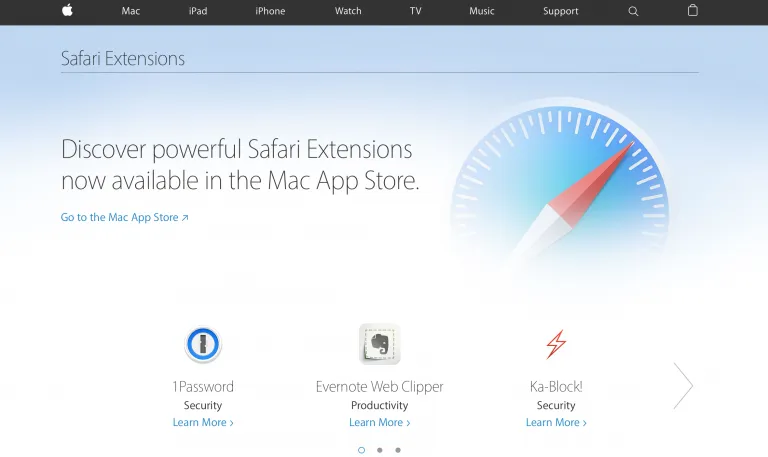 Mac iPad iPhone Watch TV Music Support
Safari Extensions
Discover powerful Safari Extensions
now available in the Mac App Store.
Go to the Mac App Store ↗
1Password Evernote Web Clipper Ka-Block!
Security Productivity Security
Learn More › Learn More › Learn More ›